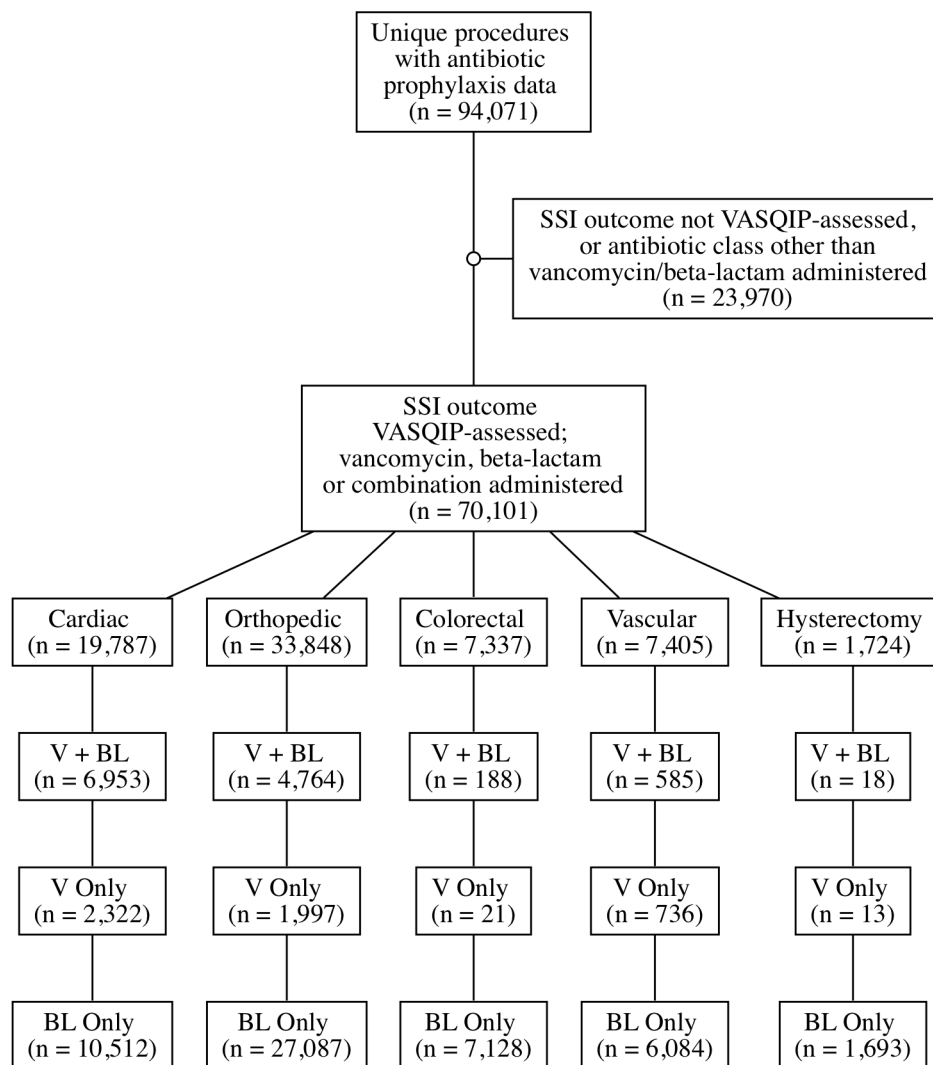 Unique procedures
with antibiotic
prophylaxis data
(n = 94,071)
SSI outcome not VASQIP-assessed,
or antibiotic class other than
vancomycin/beta-lactam administered
(n = 23,970)
SSI outcome
VASQIP-assessed;
vancomycin, beta-lactam
or combination administered
(n = 70,101)
Cardiac
(n = 19,787)
Orthopedic
(n = 33,848)
Colorectal
(n = 7,337)
Vascular
(n = 7,405)
Hysterectomy
(n = 1,724)
V + BL
(n = 6,953)
V + BL
(n = 4,764)
V + BL
(n = 188)
V + BL
(n = 585)
V + BL
(n = 18)
V Only
(n = 2,322)
V Only
(n = 1,997)
V Only
(n = 21)
V Only
(n = 736)
V Only
(n = 13)
BL Only
(n = 10,512)
BL Only
(n = 27,087)
BL Only
(n = 7,128)
BL Only
(n = 6,084)
BL Only
(n = 1,693)